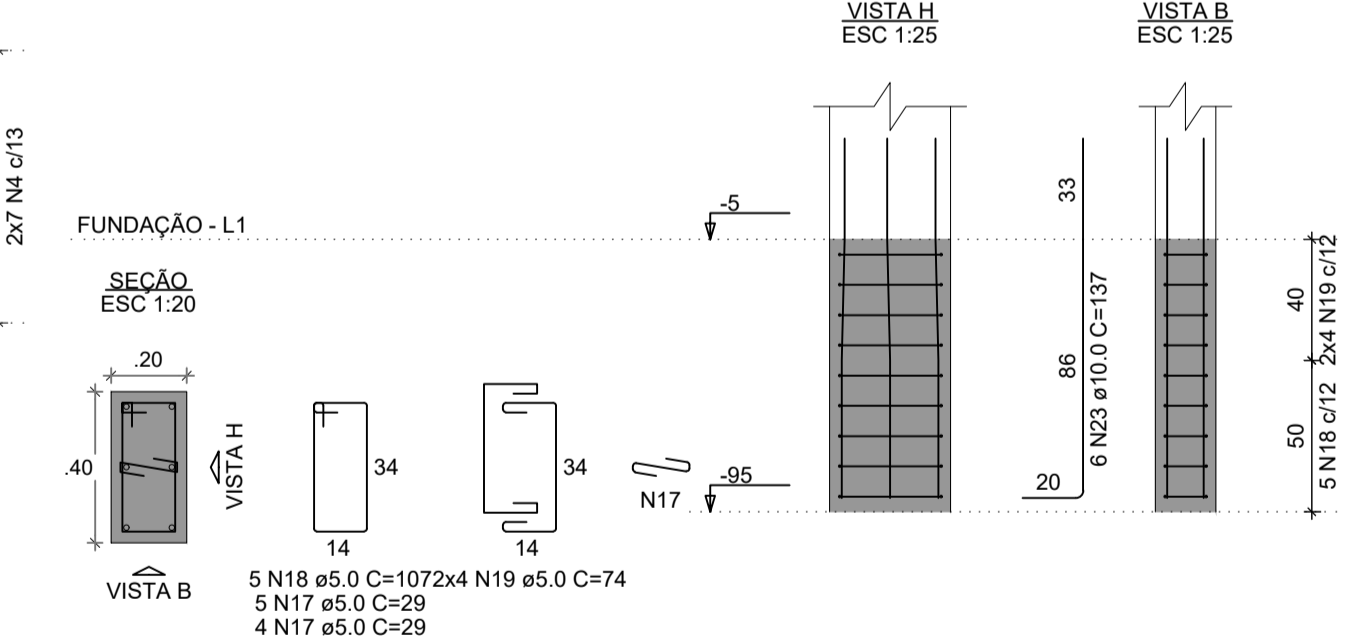 VISTA H
ESC 1:25
VISTA B
ESC 1:25
2x7 N4 c/13
FUNDAÇÃO - L1
-5
33
SEÇÃO
ESC 1:20
.20
.40
VISTA H
VISTA B
34
14
34
14
N17
-95
86
20
6 N23 ø10.0 C=137
40
2x4 N19 c/12
50
5 N18 c/12
5 N18 ø5.0 C=1072x4 N19 ø5.0 C=74
5 N17 ø5.0 C=29
4 N17 ø5.0 C=29